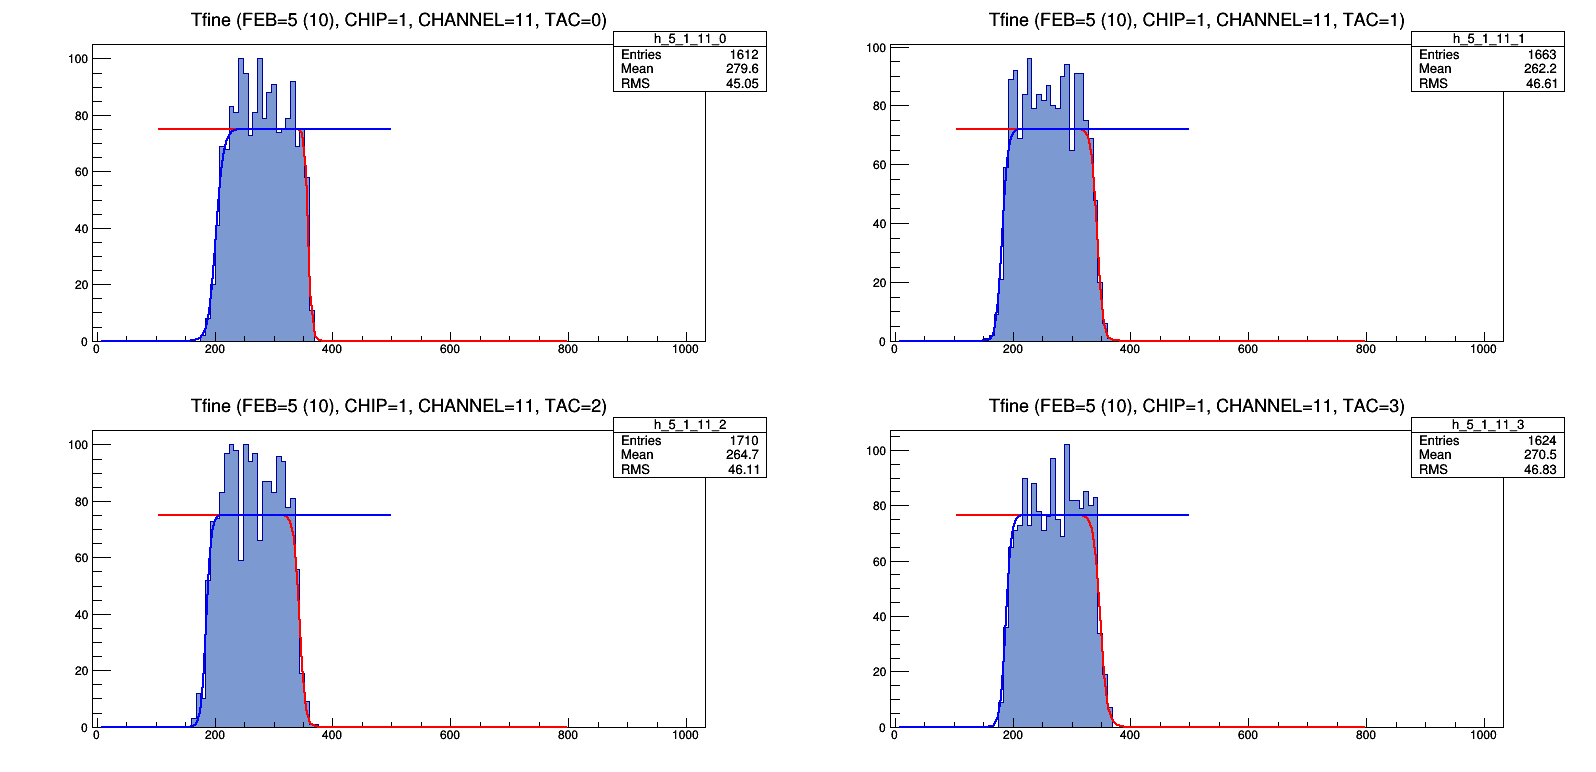 Tfine (FEB=5 (10), CHIP=1, CHANNEL=11, TAC=0)
h_5_1_11_0
Entries 1612
Mean 279.6
RMS 45.05
100
80
60
40
20
0
0 200 400 600 800 1000
Tfine (FEB=5 (10), CHIP=1, CHANNEL=11, TAC=1)
h_5_1_11_1
Entries 1663
Mean 262.2
RMS 46.61
100
80
60
40
20
0
0 200 400 600 800 1000
Tfine (FEB=5 (10), CHIP=1, CHANNEL=11, TAC=2)
h_5_1_11_2
Entries 1710
Mean 264.7
RMS 46.11
100
80
60
40
20
0
0 200 400 600 800 1000
Tfine (FEB=5 (10), CHIP=1, CHANNEL=11, TAC=3)
h_5_1_11_3
Entries 1624
Mean 270.5
RMS 46.83
100
80
60
40
20
0
0 200 400 600 800 1000